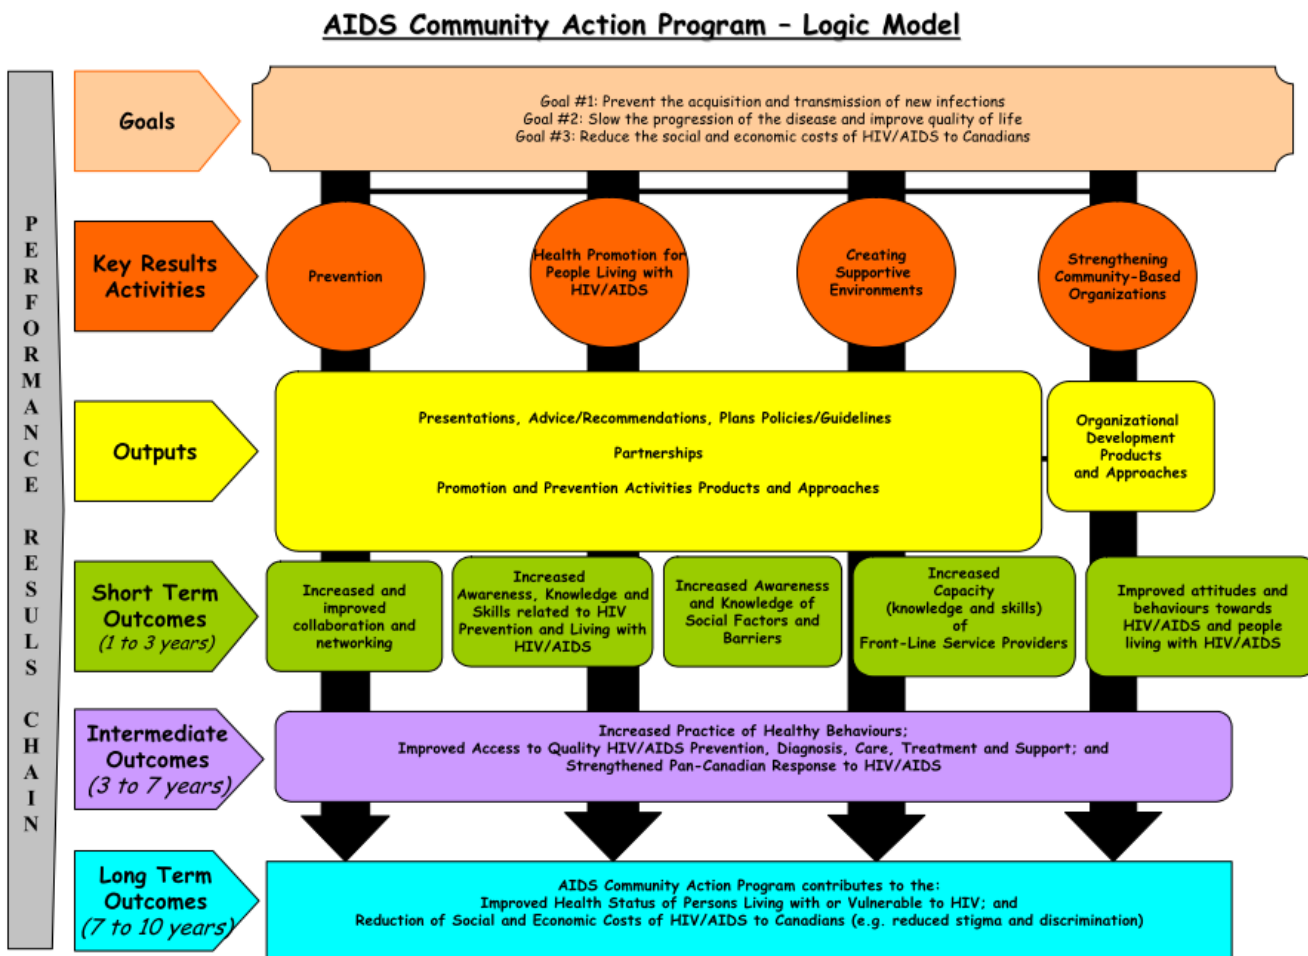 AIDS Community Action Program – Logic Model
PERFORMANCE RESULS CHAIN
Goals
Goal #1: Prevent the acquisition and transmission of new infections
Goal #2: Slow the progression of the disease and improve quality of life
Goal #3: Reduce the social and economic costs of HIV/AIDS to Canadians
Key Results
Activities
Prevention
Health Promotion for
People Living with
HIV/AIDS
Creating
Supportive
Environments
Strengthening
Community-Based
Organizations
Outputs
Presentations, Advice/Recommendations, Plans Policies/Guidelines
Partnerships
Promotion and Prevention Activities Products and Approaches
Organizational
Development
Products
and Approaches
Short Term
Outcomes
(1 to 3 years)
Increased and
improved
collaboration and
networking
Increased
Awareness, Knowledge and
Skills related to HIV
Prevention and Living with
HIV/AIDS
Increased Awareness
and Knowledge of
Social Factors and
Barriers
Increased
Capacity
(knowledge and skills)
of
Front-Line Service Providers
Improved attitudes and
behaviours towards
HIV/AIDS and people
living with HIV/AIDS
Intermediate
Outcomes
(3 to 7 years)
Increased Practice of Healthy Behaviours;
Improved Access to Quality HIV/AIDS Prevention, Diagnosis, Care, Treatment and Support; and
Strengthened Pan-Canadian Response to HIV/AIDS
Long Term
Outcomes
(7 to 10 years)
AIDS Community Action Program contributes to the:
Improved Health Status of Persons Living with or Vulnerable to HIV; and
Reduction of Social and Economic Costs of HIV/AIDS to Canadians (e.g. reduced stigma and discrimination)